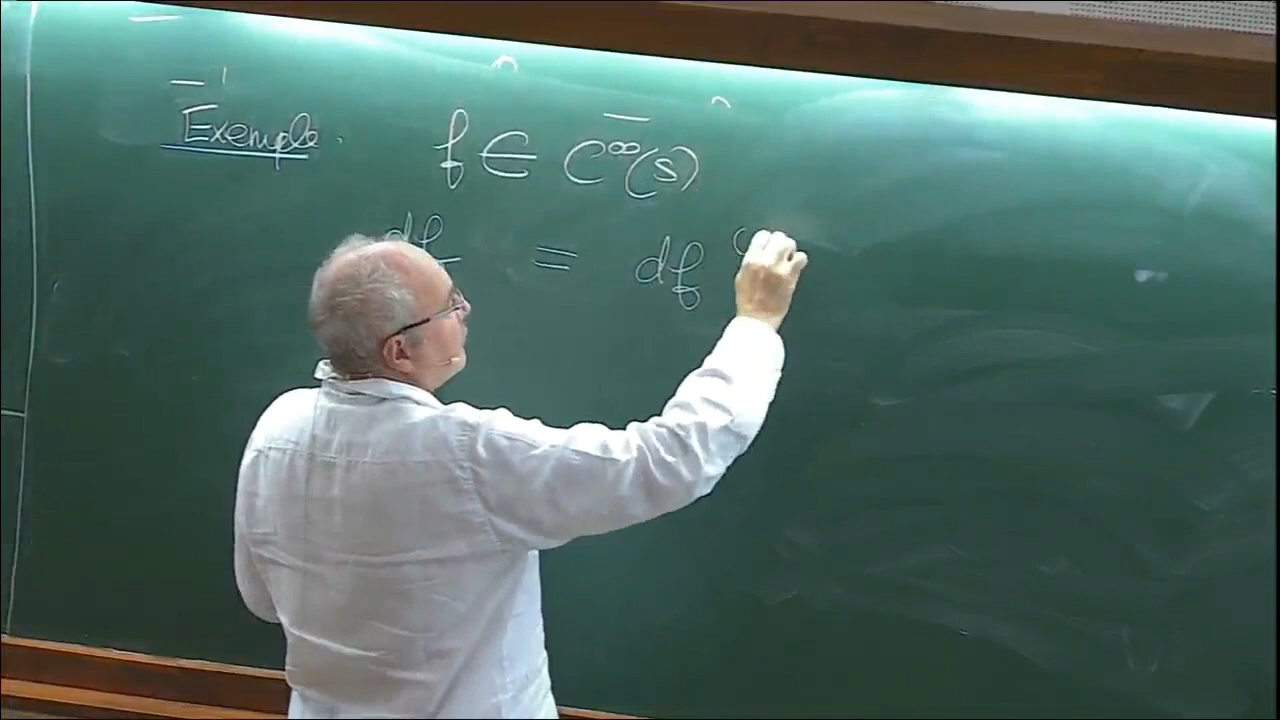 Exemple. f ∈ C^∞(S)
df = df (